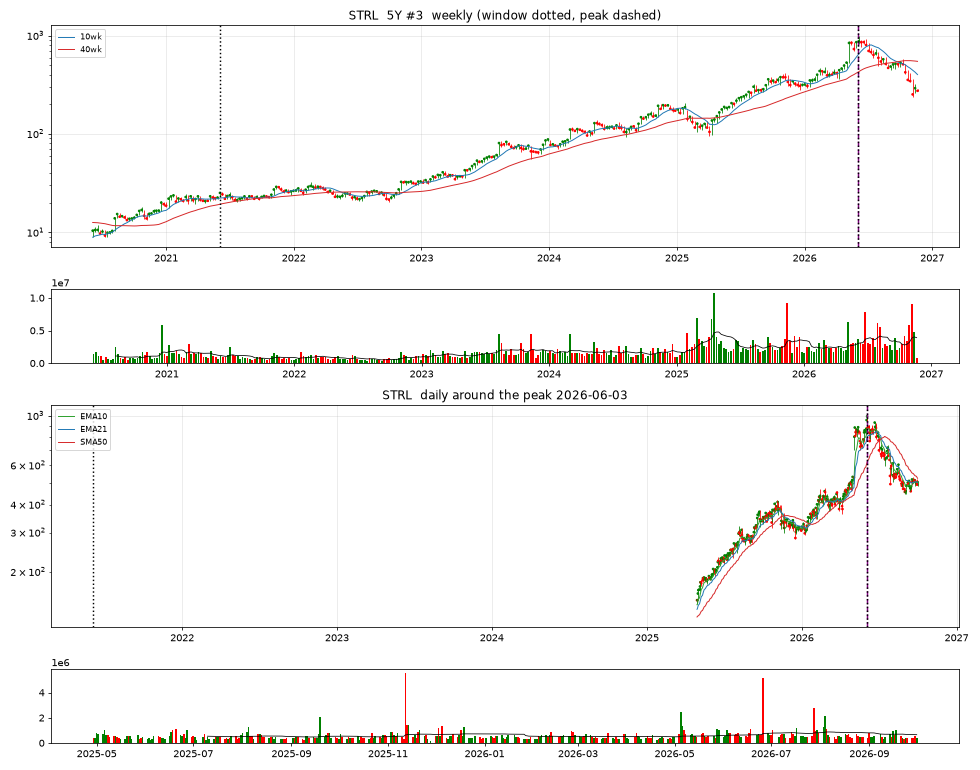 STRL  5Y #3  weekly (window dotted, peak dashed)
10wk
40wk
10³
10²
10¹
2021 2022 2023 2024 2025 2026 2027
1e7
1.0
0.5
0.0
2021 2022 2023 2024 2025 2026 2027
STRL  daily around the peak 2026-06-03
EMA10
EMA21
SMA50
10³
6 × 10²
4 × 10²
3 × 10²
2 × 10²
2022 2023 2024 2025 2026 2027
1e6
4
2
0
2025-05 2025-07 2025-09 2025-11 2026-01 2026-03 2026-05 2026-07 2026-09